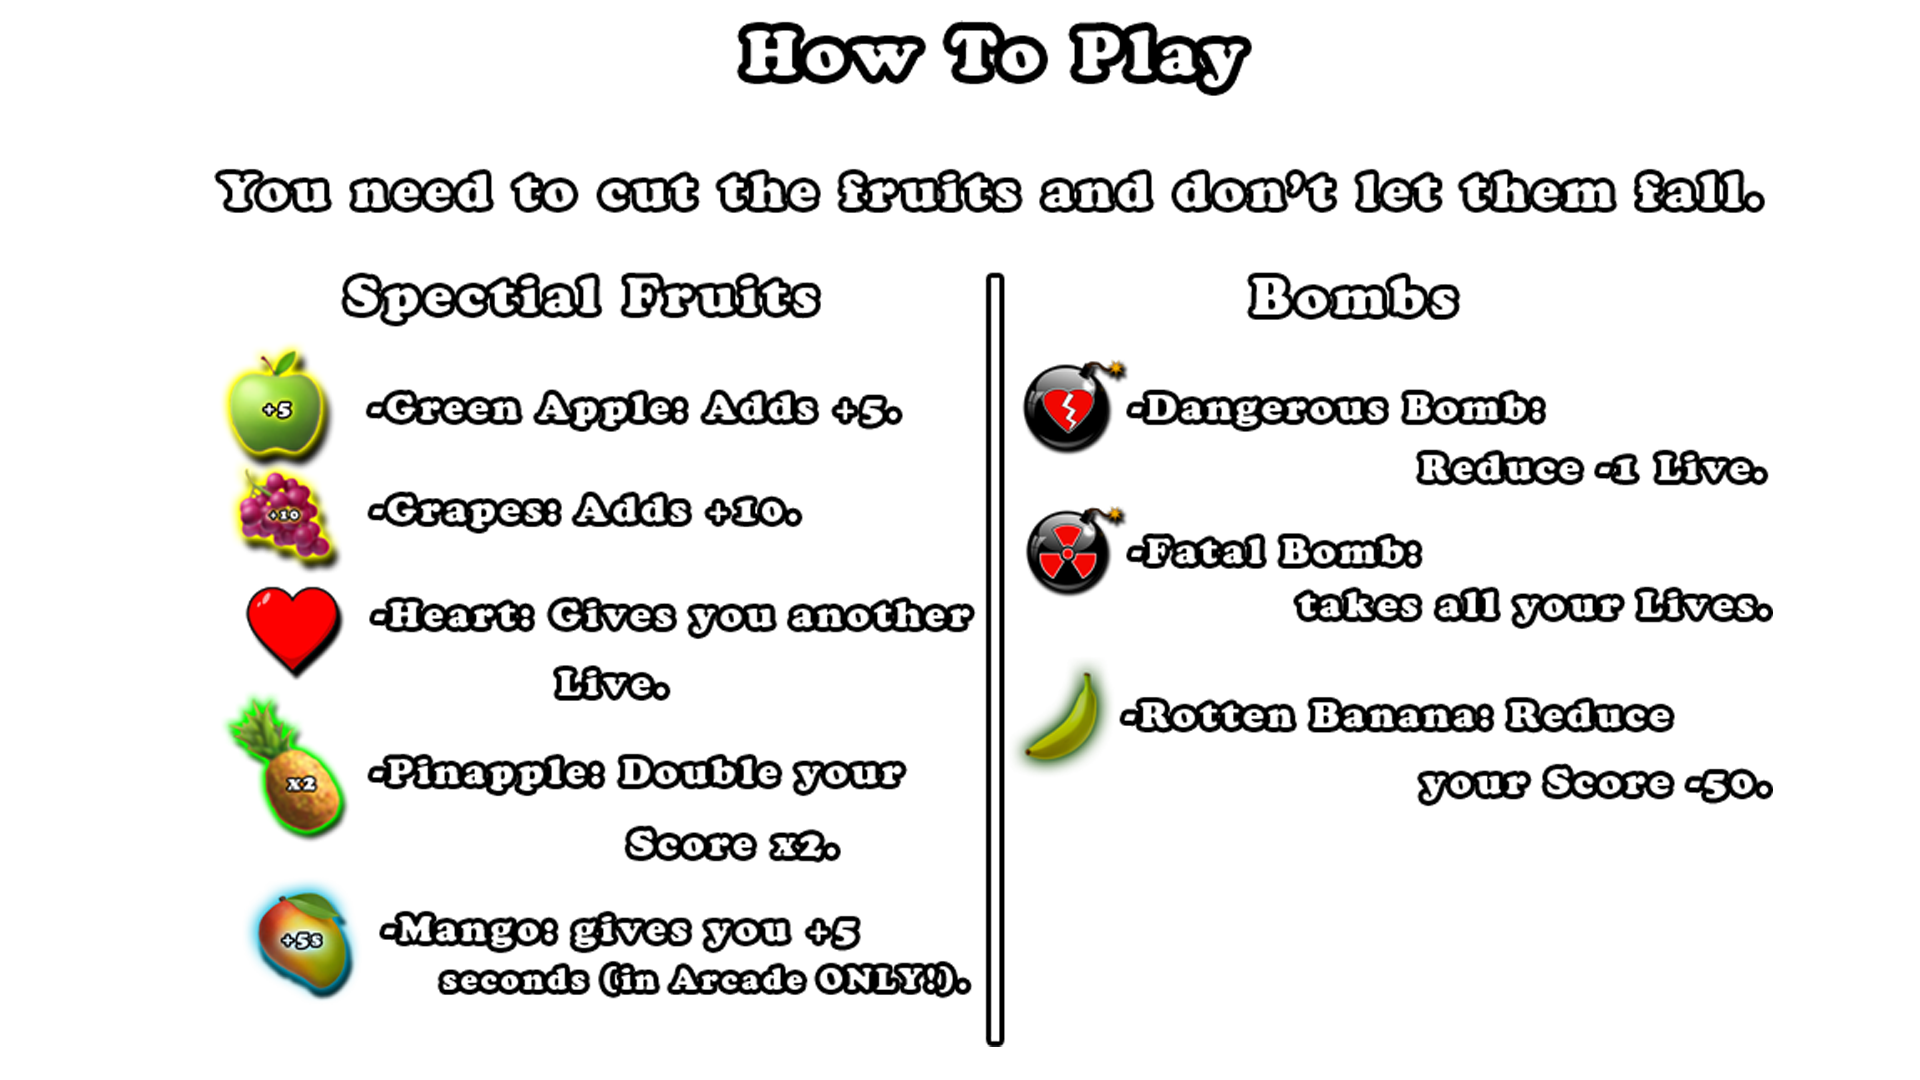 How To Play
You need to cut the fruits and don't let them fall.
Spectial Fruits
+5
-Green Apple: Adds +5.
+10
-Grapes: Adds +10.
-Heart: Gives you another
Live.
x2
-Pinapple: Double your
Score x2.
+5s
-Mango: gives you +5
seconds (in Arcade ONLY!).
Bombs
-Dangerous Bomb:
Reduce -1 Live.
-Fatal Bomb:
takes all your Lives.
-Rotten Banana: Reduce
your Score -50.